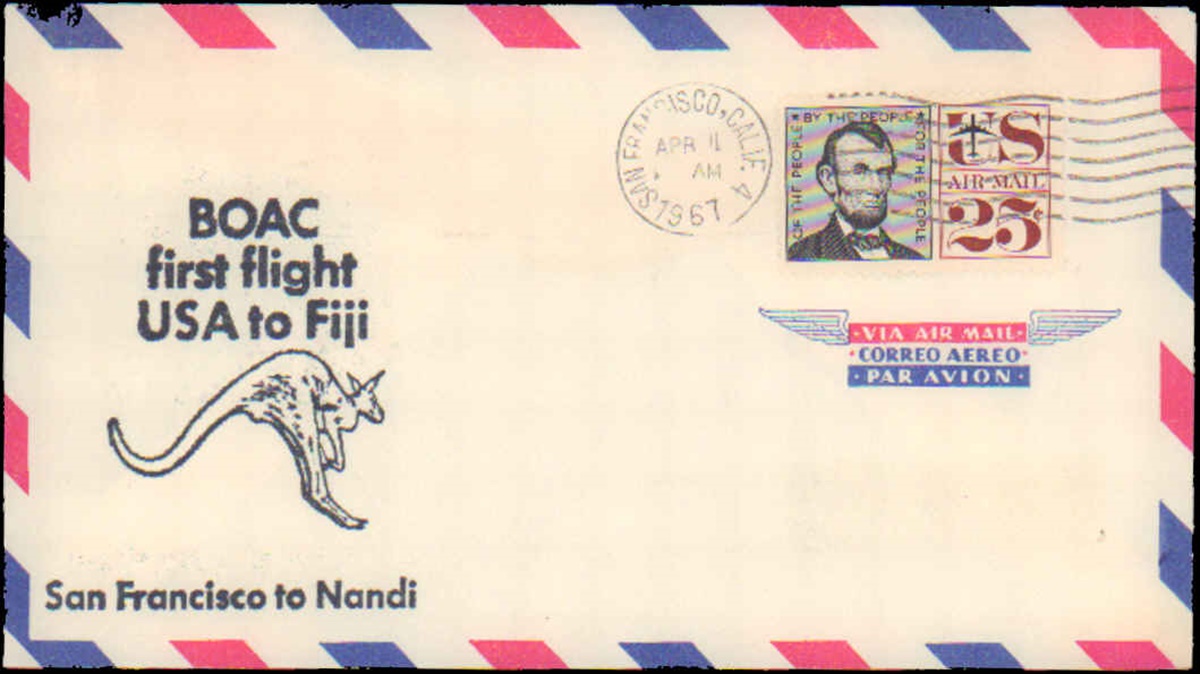 BOAC
first flight
USA to Fiji
San Francisco to Nandi
SAN FRANCISCO, CALIF. 4
APR 1
AM
1967
OF THE PEOPLE ★ BY THE PEOPLE ★ FOR THE PEOPLE
US
AIR MAIL
25¢
· VIA AIR MAIL ·
· CORREO AEREO ·
· PAR AVION ·